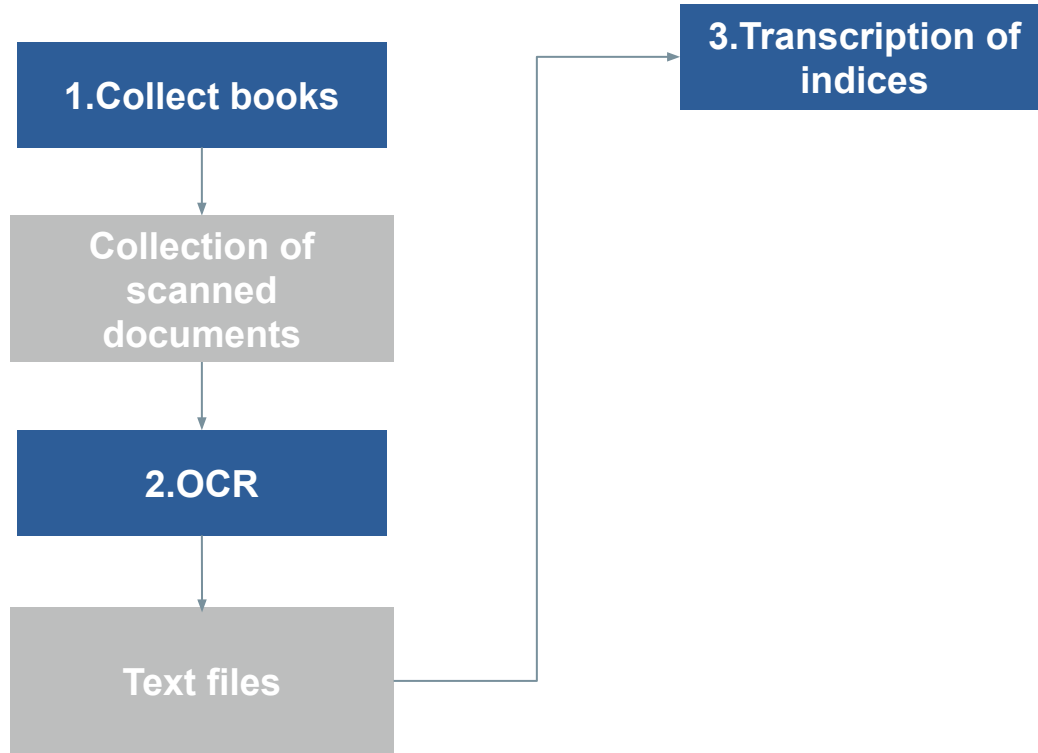 1.Collect books
Collection of
scanned
documents
2.OCR
Text files
3.Transcription of
indices